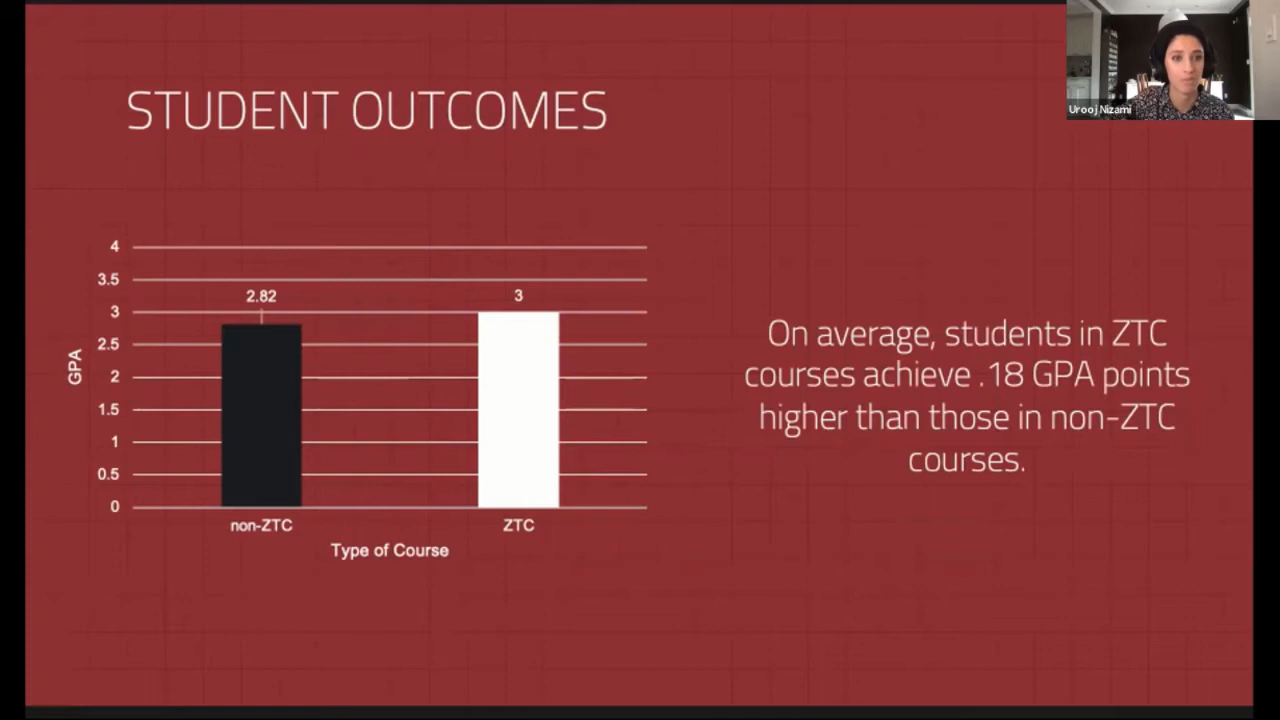 Urooj Nizami
STUDENT OUTCOMES
4
3.5
3
2.5
2
1.5
1
0.5
0
GPA
2.82
3
non-ZTC
ZTC
Type of Course
On average, students in ZTC
courses achieve .18 GPA points
higher than those in non-ZTC
courses.